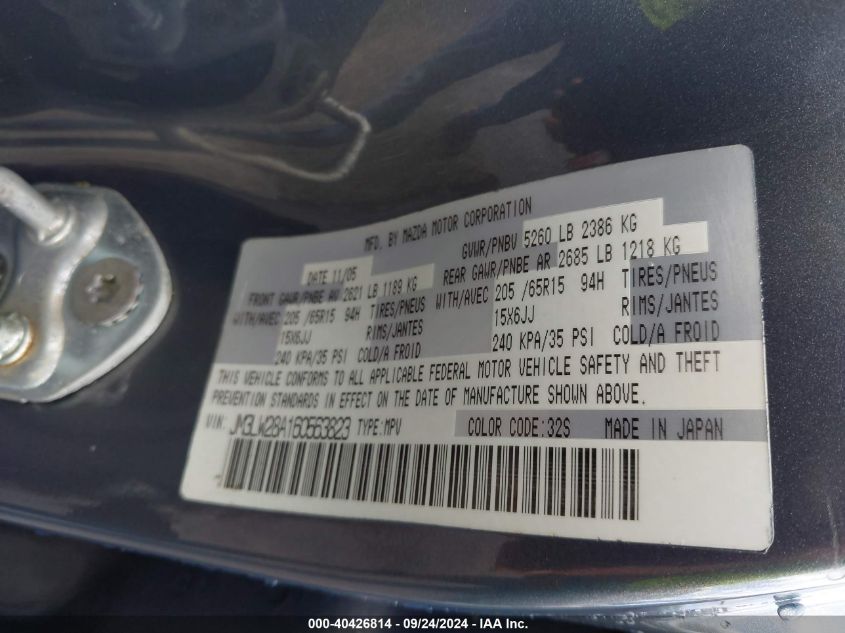 MFD. BY MAZDA MOTOR CORPORATION
DATE 11/05 GVWR/PNBV 5260 LB 2386 KG
FRONT GAWR/PNBE AV 2621 LB 1189 KG REAR GAWR/PNBE AR 2685 LB 1218 KG
WITH/AVEC 205 /65R15 94H TIRES/PNEUS WITH/AVEC 205 /65R15 94H TIRES/PNEUS
15X6JJ RIMS/JANTES 15X6JJ RIMS/JANTES
240 KPA/35 PSI COLD/A FROID 240 KPA/35 PSI COLD/A FROID
THIS VEHICLE CONFORMS TO ALL APPLICABLE FEDERAL MOTOR VEHICLE SAFETY AND THEFT
PREVENTION STANDARDS IN EFFECT ON THE DATE OF MANUFACTURE SHOWN ABOVE.
VIN: JM3LW28A160563823 TYPE:MPV COLOR CODE:32S MADE IN JAPAN
000-40426814 - 09/24/2024 - IAA Inc.